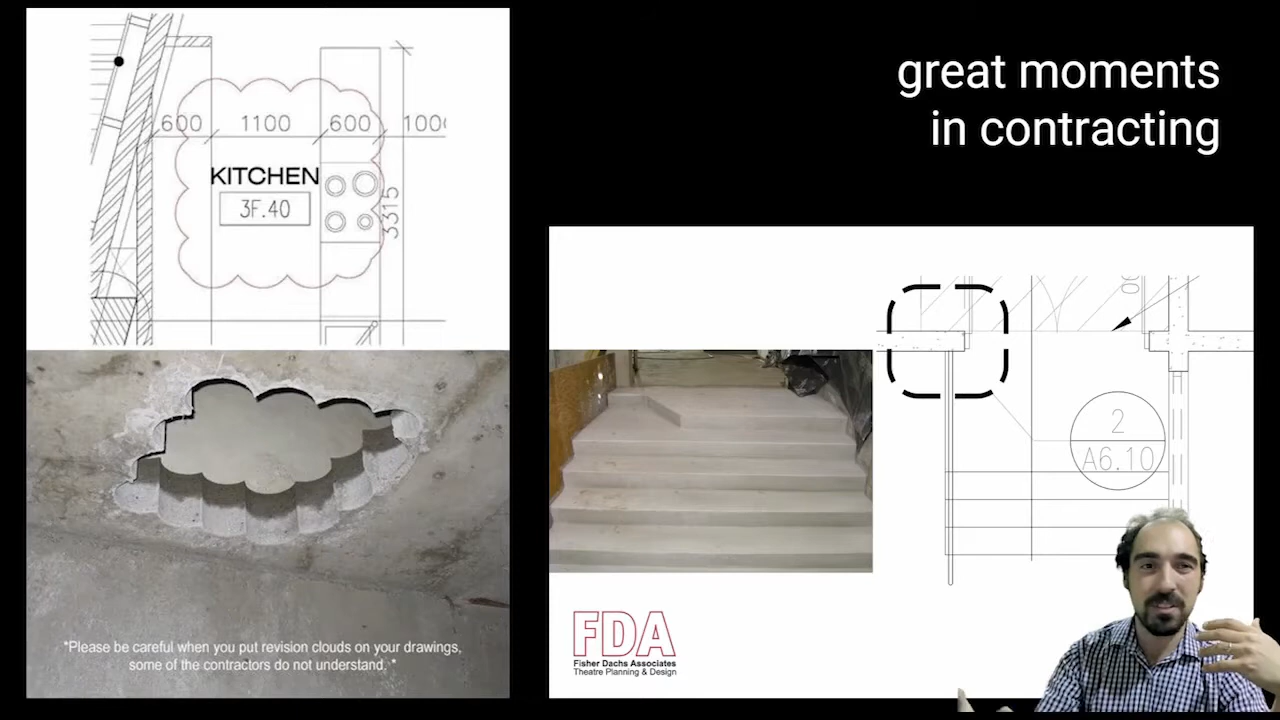 great moments
in contracting
600
1100
600
100
KITCHEN
3F.40
3315
2
A6.10
"Please be careful when you put revision clouds on your drawings,
some of the contractors do not understand. "
FDA
Fisher Dachs Associates
Theatre Planning & Design